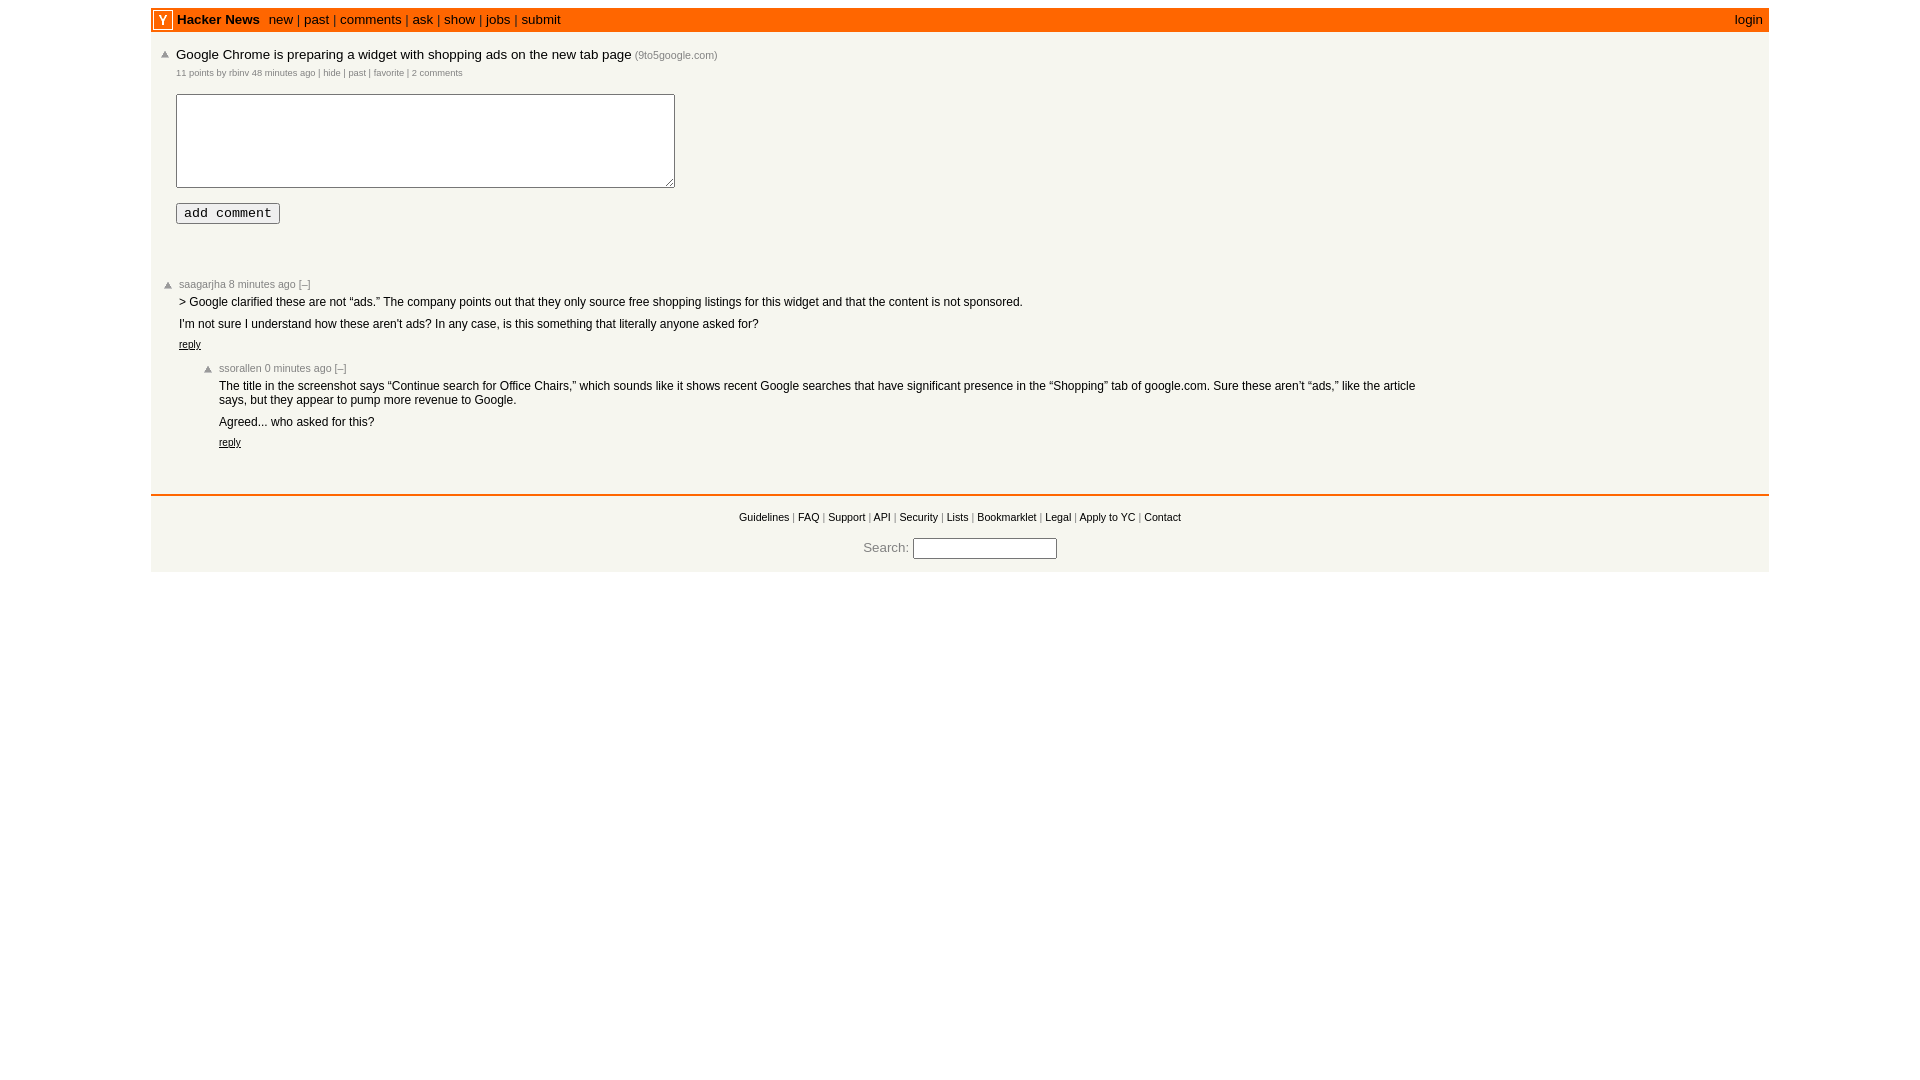 Y Hacker News new | past | comments | ask | show | jobs | submit login
Google Chrome is preparing a widget with shopping ads on the new tab page (9to5google.com)
11 points by rbinv 48 minutes ago | hide | past | favorite | 2 comments
add comment
saagarjha 8 minutes ago [–]
> Google clarified these are not “ads.” The company points out that they only source free shopping listings for this widget and that the content is not sponsored.
I'm not sure I understand how these aren't ads? In any case, is this something that literally anyone asked for?
reply
ssorallen 0 minutes ago [–]
The title in the screenshot says “Continue search for Office Chairs,” which sounds like it shows recent Google searches that have significant presence in the “Shopping” tab of google.com. Sure these aren’t “ads,” like the article
says, but they appear to pump more revenue to Google.
Agreed... who asked for this?
reply
Guidelines | FAQ | Support | API | Security | Lists | Bookmarklet | Legal | Apply to YC | Contact
Search: